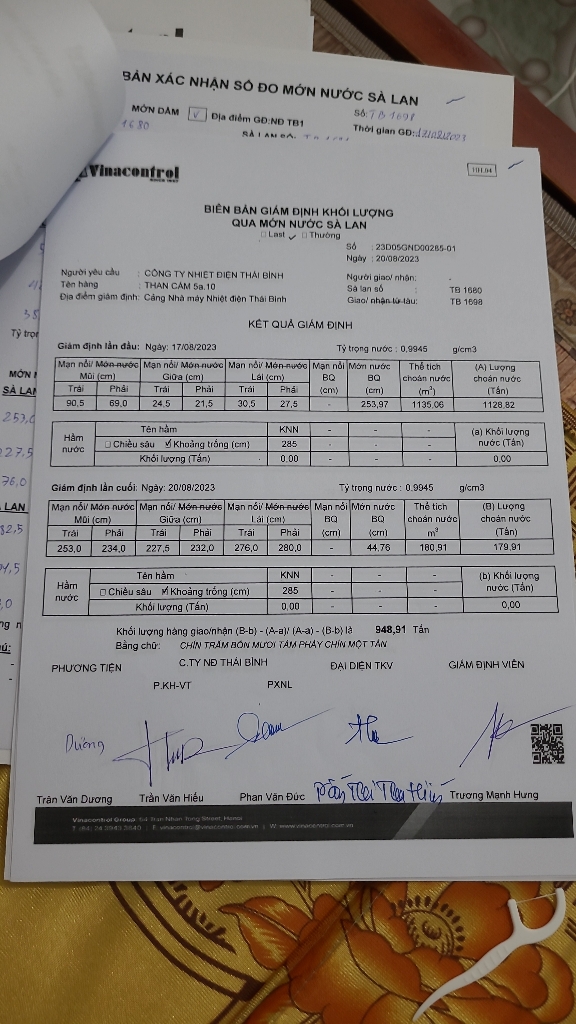 BẢN XÁC NHẬN SỐ ĐO MỚN NƯỚC SÀ LAN
MỚN DẦM ☑ Địa điểm GĐ: NĐ TB1
Số: TB 1698
Thời gian GĐ: 17/08/2023
1680
Vinacontrol
BIÊN BẢN GIÁM ĐỊNH KHỐI LƯỢNG
QUA MỚN NƯỚC SÀ LAN
□ Last ✓ □ Thường
Số : 23D05GND00285-01
Ngày : 20/08/2023
Người yêu cầu : CÔNG TY NHIỆT ĐIỆN THÁI BÌNH Người giao/ nhận: -
Tên hàng : THAN CÁM 5a.10 Sà lan số : TB 1680
Địa điểm giám định: Cảng Nhà máy Nhiệt điện Thái Bình Giao/ nhận từ tàu: TB 1698
KẾT QUẢ GIÁM ĐỊNH
Giám định lần đầu: Ngày: 17/08/2023 Tỷ trọng nước : 0.9945 g/cm3
Mạn nổi/ Mớn nước Mũi (cm) Mạn nổi/ Mớn nước Giữa (cm) Mạn nổi/ Mớn nước Lái (cm) Mạn nổi BQ (cm) Mớn nước BQ (cm) Thể tích choán nước (m³) (A) Lượng choán nước (Tấn)
Trái Phải Trái Phải Trái Phải
90,5 69,0 24,5 21,5 30,5 27,5 - 253,97 1135,06 1128,82
Hầm nước Tên hầm KNN - - - (a) Khối lượng nước (Tấn)
□ Chiều sâu ☑ Khoảng trống (cm) 285 - - -
Khối lượng (Tấn) 0,00 - - - 0,00
Giám định lần cuối: Ngày: 20/08/2023 Tỷ trọng nước : 0.9945 g/cm3
Mạn nổi/ Mớn nước Mũi (cm) Mạn nổi/ Mớn nước Giữa (cm) Mạn nổi/ Mớn nước Lái (cm) Mạn nổi BQ (cm) Mớn nước BQ (cm) Thể tích choán nước m³ (B) Lượng choán nước (Tấn)
Trái Phải Trái Phải Trái Phải
253,0 234,0 227,5 232,0 276,0 280,0 - 44,76 180,91 179,91
Hầm nước Tên hầm KNN - - - (b) Khối lượng nước (Tấn)
□ Chiều sâu ☑ Khoảng trống (cm) 285 - - -
Khối lượng (Tấn) 0,00 - - - 0,00
Khối lượng hàng giao/nhận (B-b) - (A-a)/ (A-a) - (B-b) là 948,91 Tấn
Bằng chữ: CHÍN TRĂM BỐN MƯƠI TÁM PHẨY CHÍN MỘT TẤN
PHƯƠNG TIỆN C.TY NĐ THÁI BÌNH ĐẠI DIỆN TKV GIÁM ĐỊNH VIÊN
P.KH-VT PXNL
Dương
Trần Văn Dương Trần Văn Hiếu Phan Văn Đức Trương Mạnh Hưng
Vinacontrol Group: 54 Tran Nhan Tong Street, Hanoi